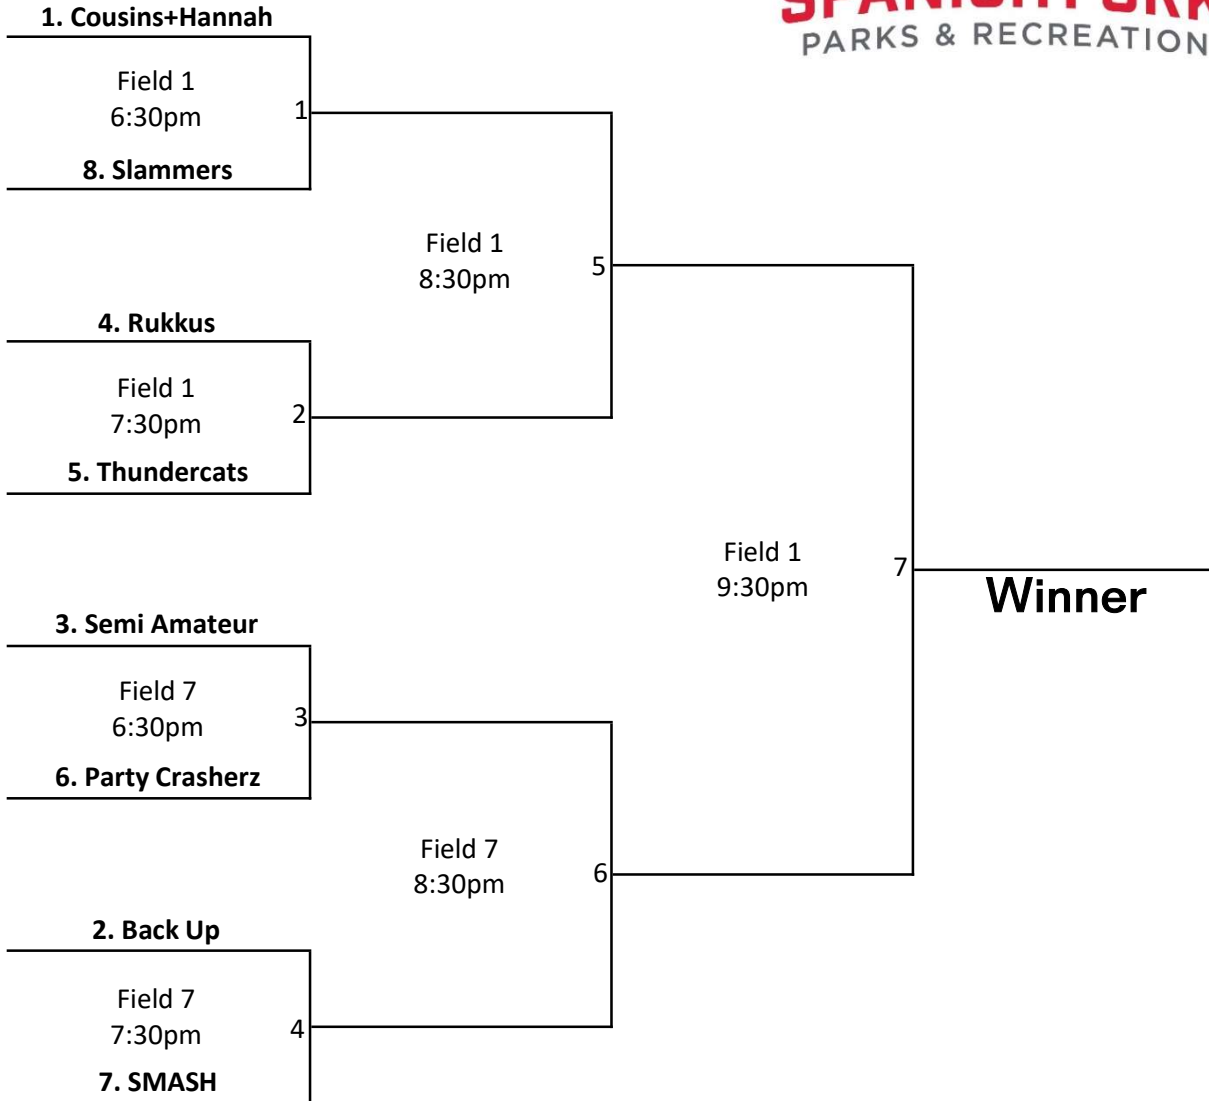 SPANISH FORK
PARKS & RECREATION
1. Cousins+Hannah
Field 1
6:30pm
1
8. Slammers
Field 1
8:30pm
5
4. Rukkus
Field 1
7:30pm
2
5. Thundercats
Field 1
9:30pm
7
Winner
3. Semi Amateur
Field 7
6:30pm
3
6. Party Crasherz
Field 7
8:30pm
6
2. Back Up
Field 7
7:30pm
4
7. SMASH